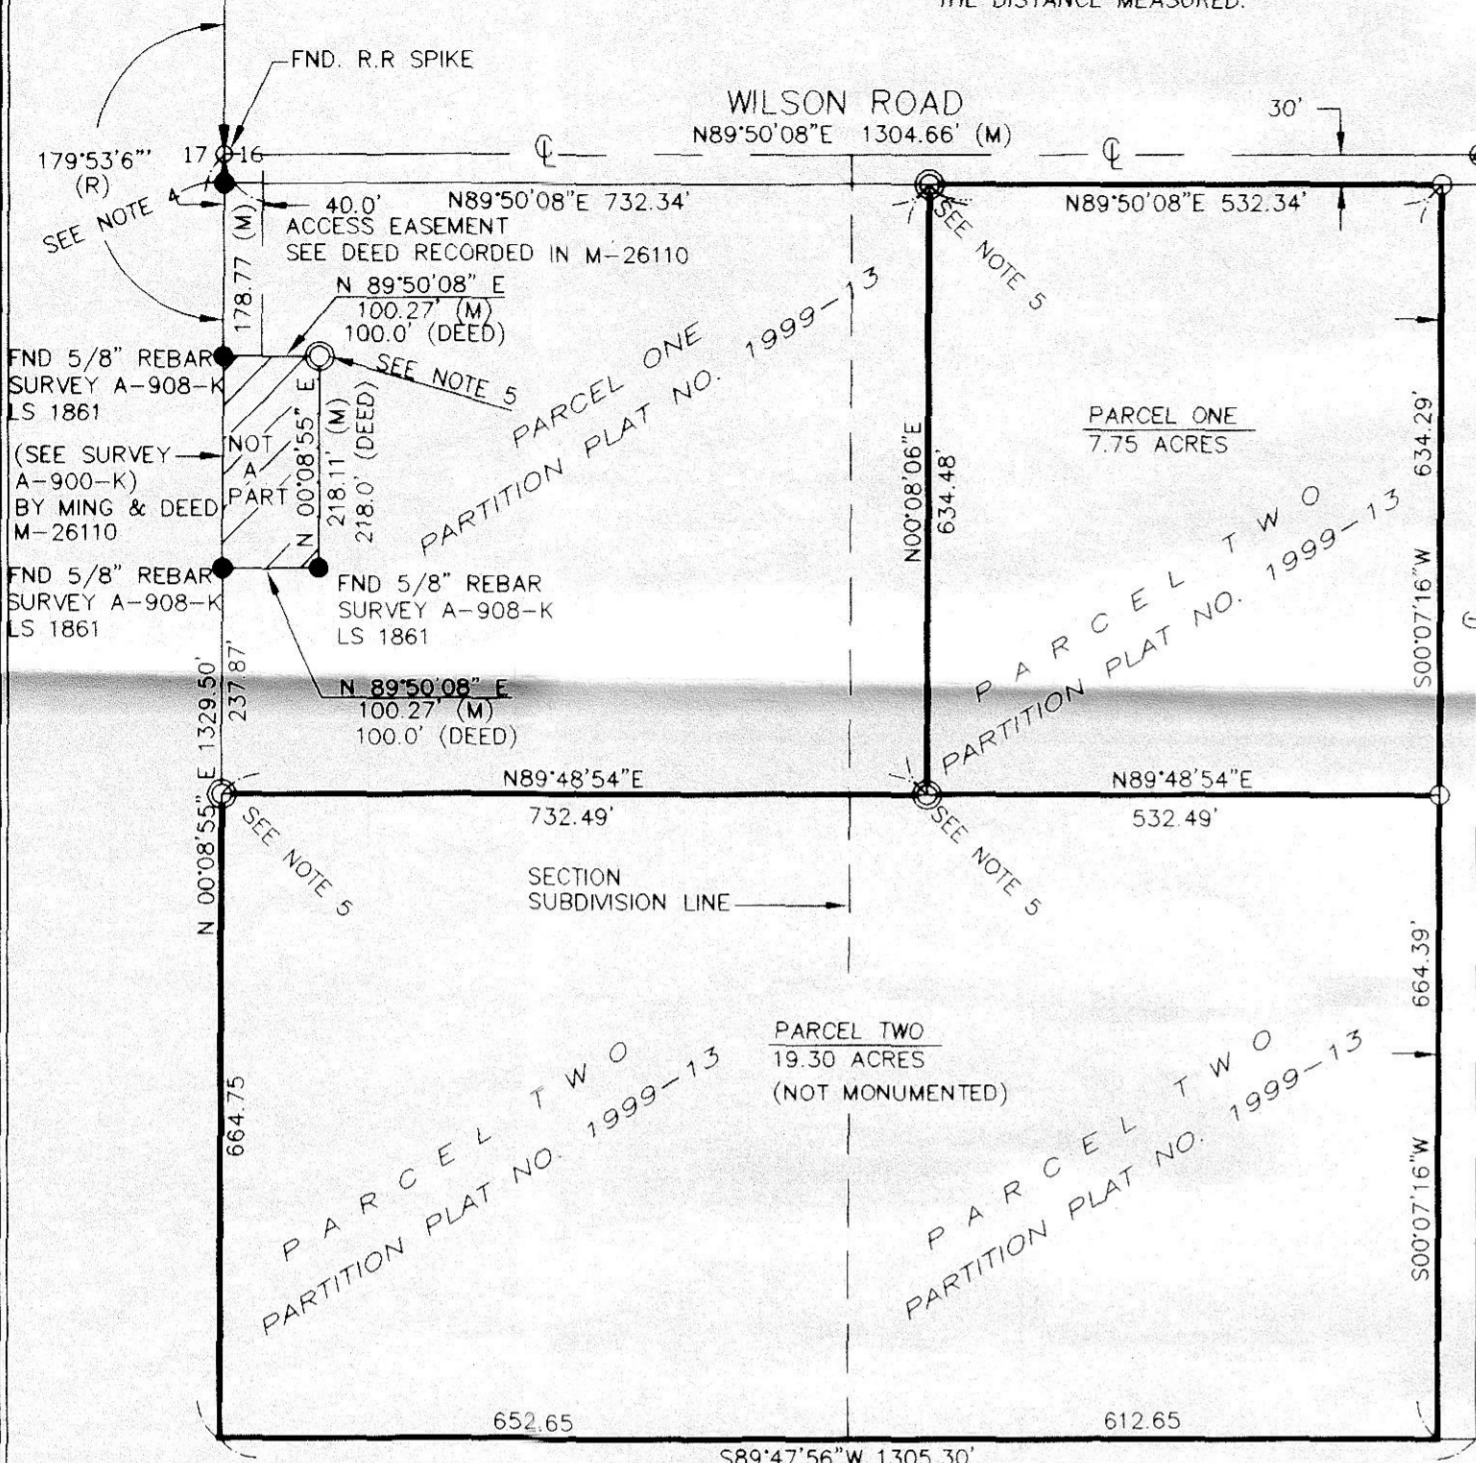 THE DISTANCE MEASURED.
FND. R.R SPIKE
WILSON ROAD
N89°50'08"E 1304.66' (M)
30'
179°53'6"'
(R)
SEE NOTE 4
17 16
℄
℄
40.0'
ACCESS EASEMENT
SEE DEED RECORDED IN M-26110
N89°50'08"E 732.34'
N89°50'08"E 532.34'
178.77 (M)
N 89°50'08" E
100.27' (M)
100.0' (DEED)
SEE NOTE 5
SEE NOTE 5
FND 5/8" REBAR
SURVEY A-908-K
LS 1861
(SEE SURVEY
A-900-K)
BY MING & DEED
M-26110
NOT
A
PART
N 00°08'55" E
218.11' (M)
218.0' (DEED)
PARCEL ONE
PARTITION PLAT NO. 1999-13
PARCEL ONE
7.75 ACRES
N00°08'06"E
634.48'
634.29'
S00°07'16"W
PARCEL TWO
PARTITION PLAT NO. 1999-13
FND 5/8" REBAR
SURVEY A-908-K
LS 1861
FND 5/8" REBAR
SURVEY A-908-K
LS 1861
N 89°50'08" E
100.27' (M)
100.0' (DEED)
237.87'
N 00°08'55" E 1329.50'
N89°48'54"E
732.49'
N89°48'54"E
532.49'
SEE NOTE 5
SEE NOTE 5
SECTION
SUBDIVISION LINE
664.39'
S00°07'16"W
PARCEL TWO
19.30 ACRES
(NOT MONUMENTED)
664.75
PARCEL TWO
PARTITION PLAT NO. 1999-13
PARCEL TWO
PARTITION PLAT NO. 1999-13
652.65
612.65
S89°47'56"W 1305.30'